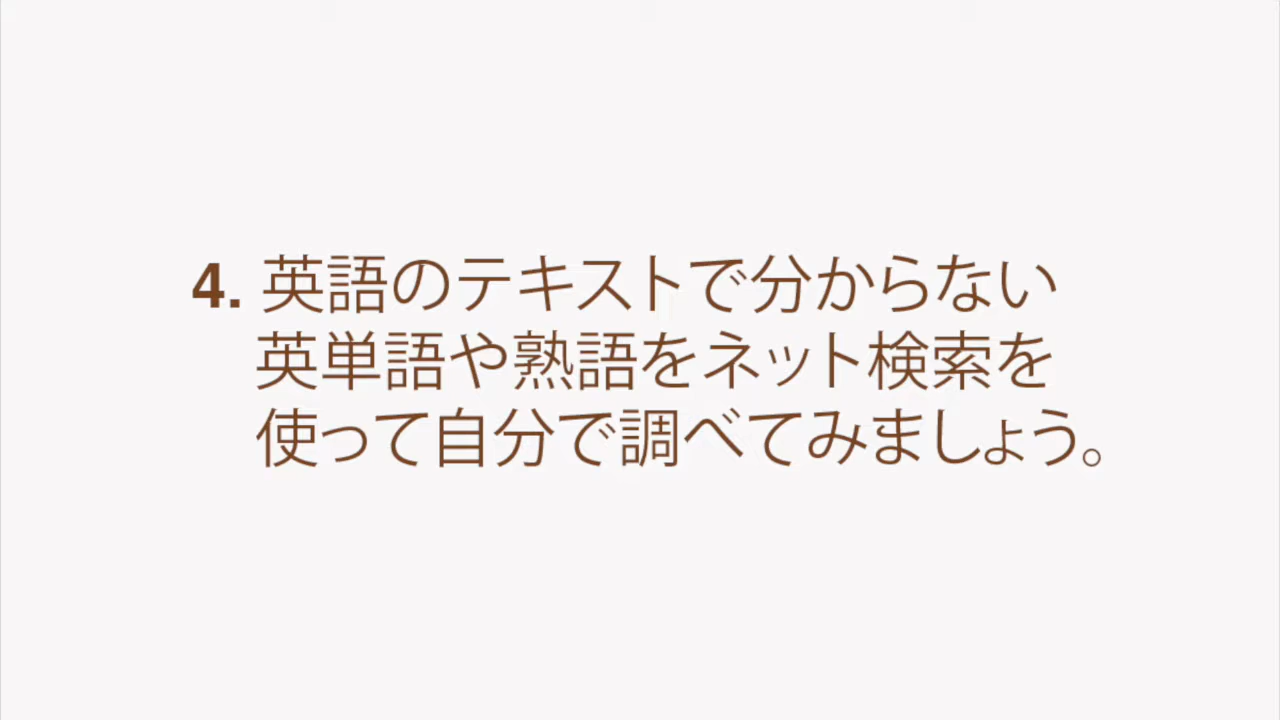 4. 英語のテキストで分からない
英単語や熟語をネット検索を
使って自分で調べてみましょう。